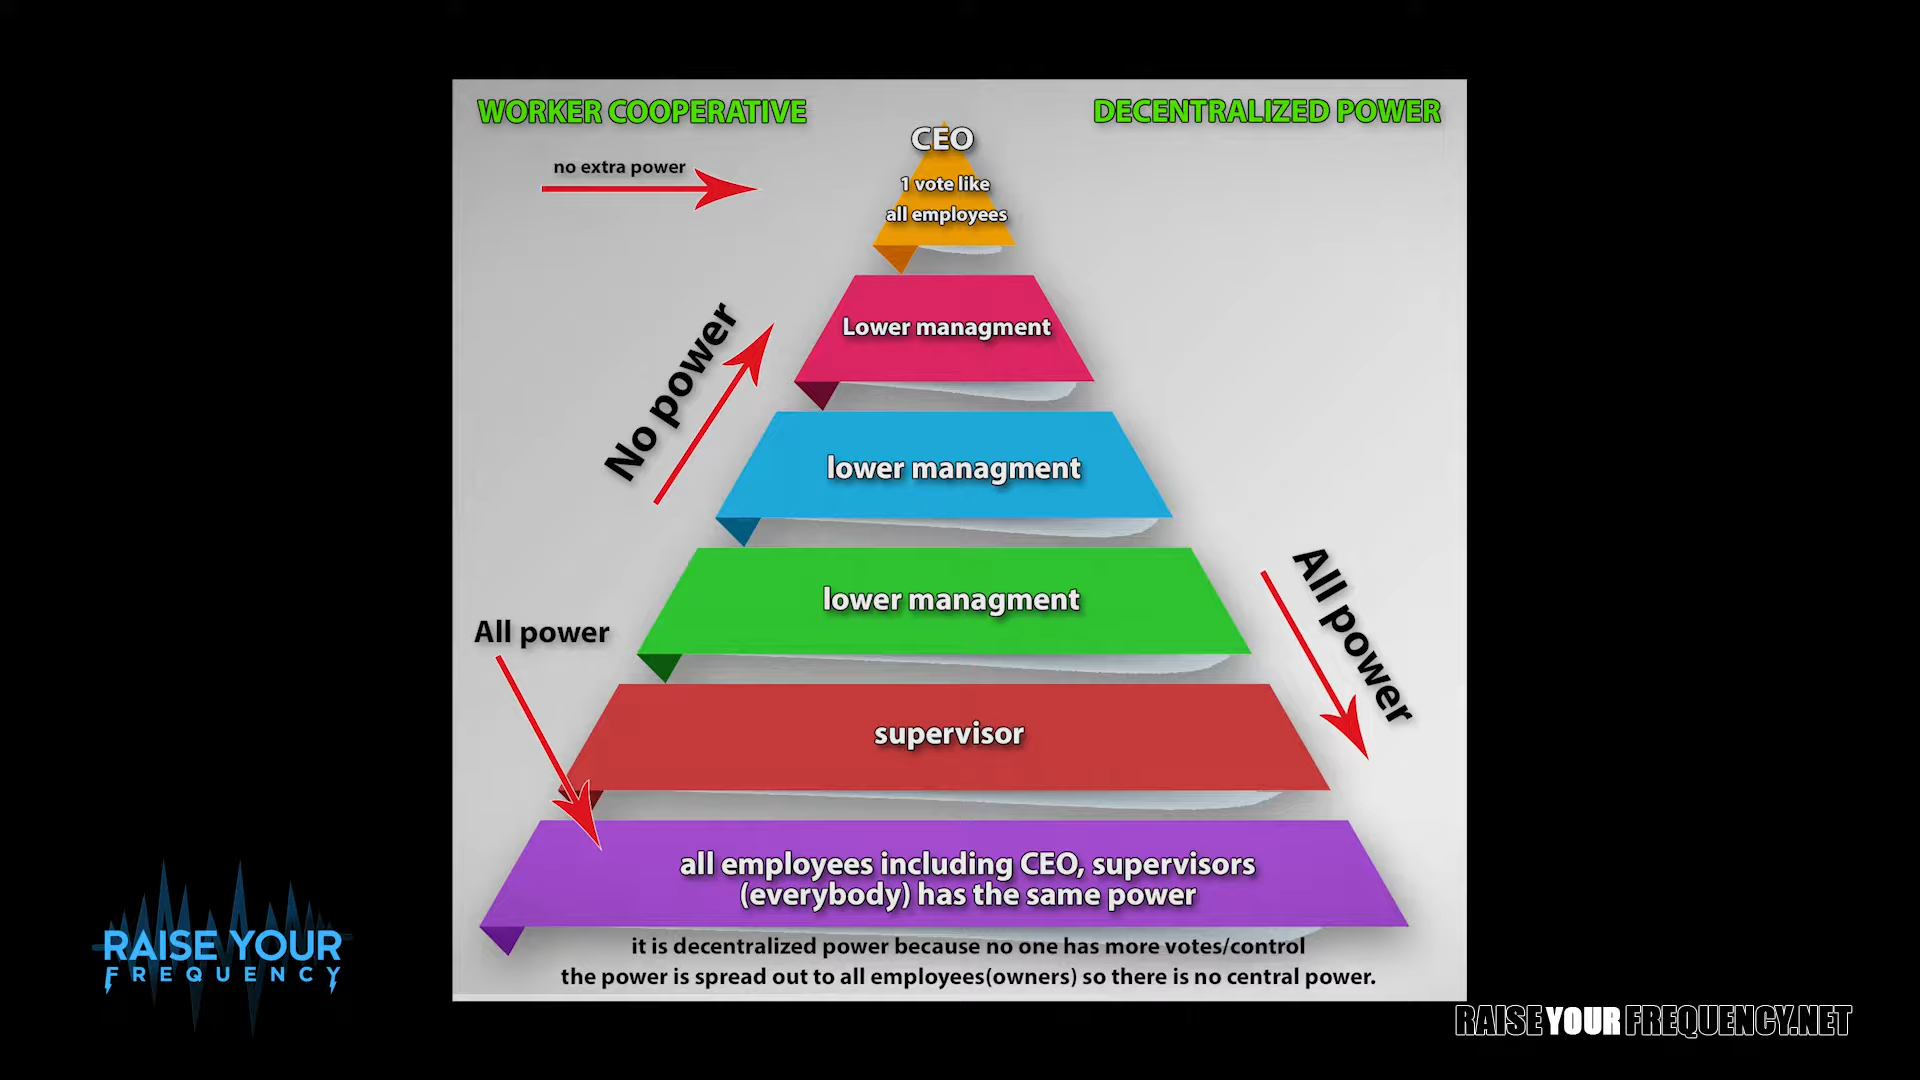 WORKER COOPERATIVE
DECENTRALIZED POWER
CEO
no extra power
1 vote like
all employees
Lower managment
No power
lower managment
lower managment
All power
All power
supervisor
all employees including CEO, supervisors
(everybody) has the same power
it is decentralized power because no one has more votes/control
the power is spread out to all employees(owners) so there is no central power.
RAISE YOUR
FREQUENCY
RAISEYOURFREQUENCY.NET